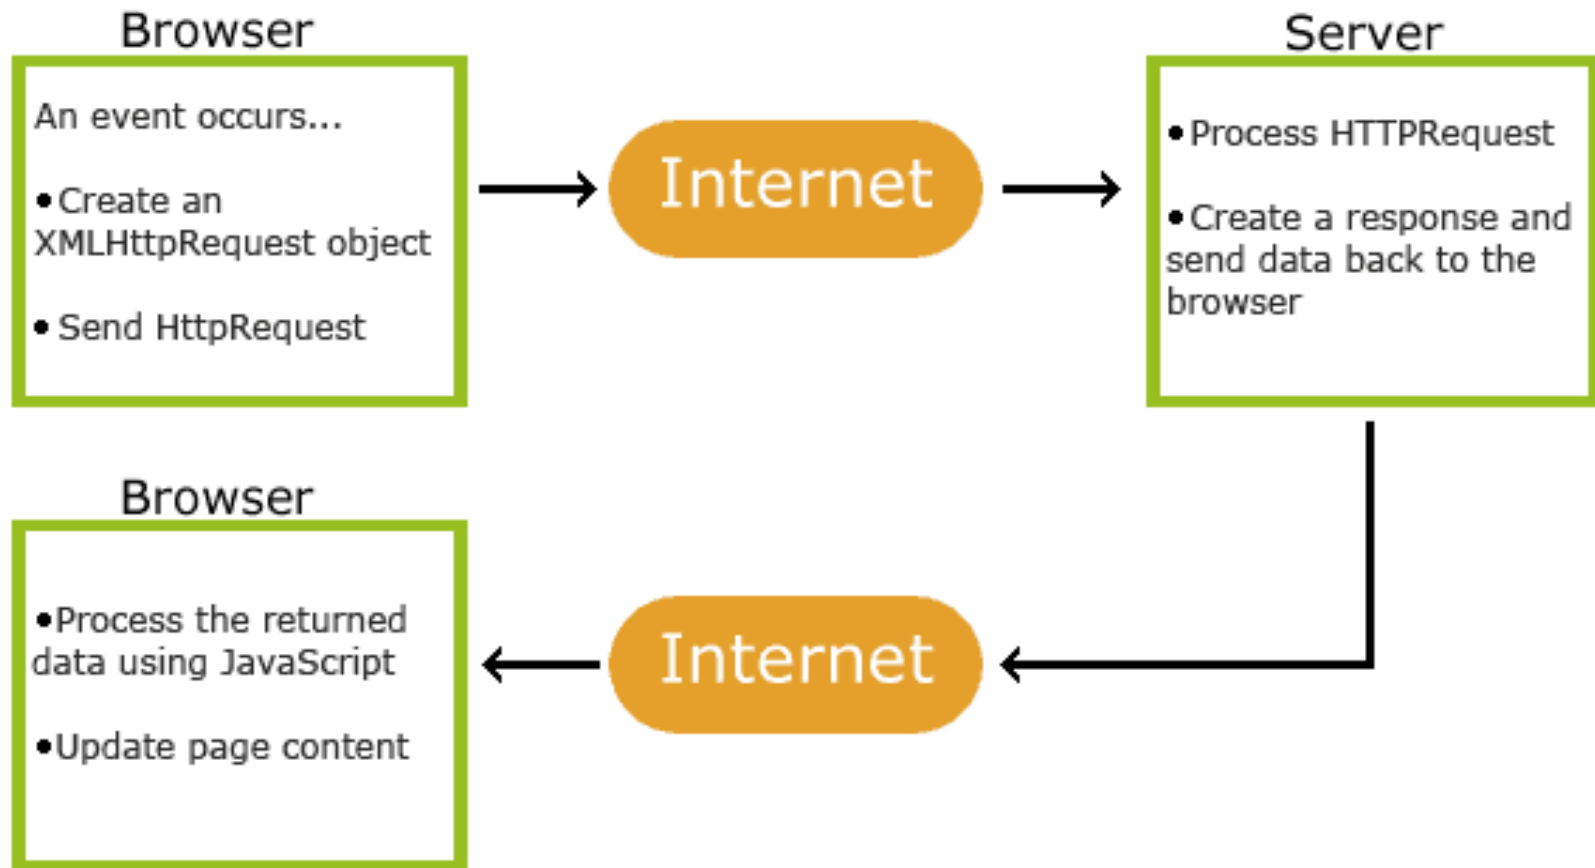 Browser
An event occurs...
•Create an
XMLHttpRequest object
• Send HttpRequest
Internet
Server
•Process HTTPRequest
•Create a response and
send data back to the
browser
Browser
•Process the returned
data using JavaScript
•Update page content
Internet